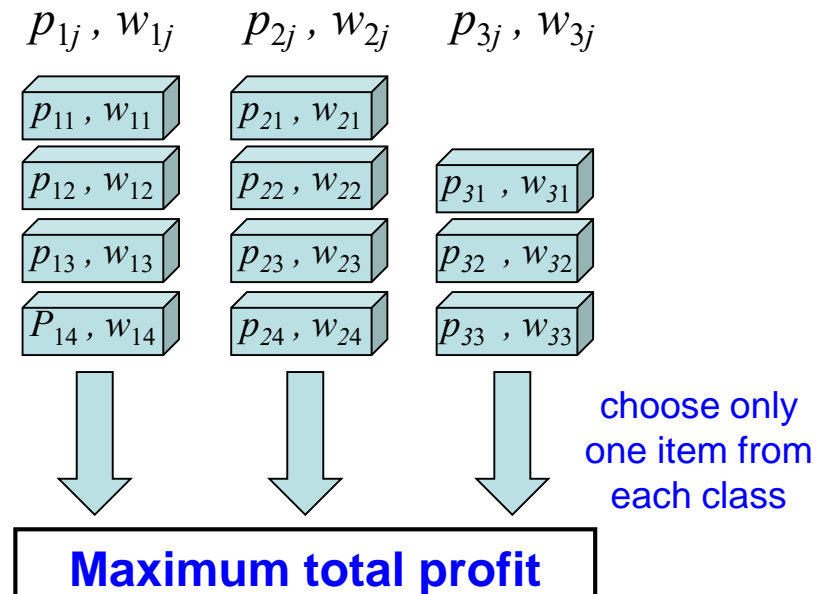 p1j , w1j p2j , w2j p3j , w3j
p11 , w11 p21 , w21
p12 , w12 p22 , w22 p31 , w31
p13 , w13 p23 , w23 p32 , w32
P14 , w14 p24 , w24 p33 , w33
choose only
one item from
each class
Maximum total profit